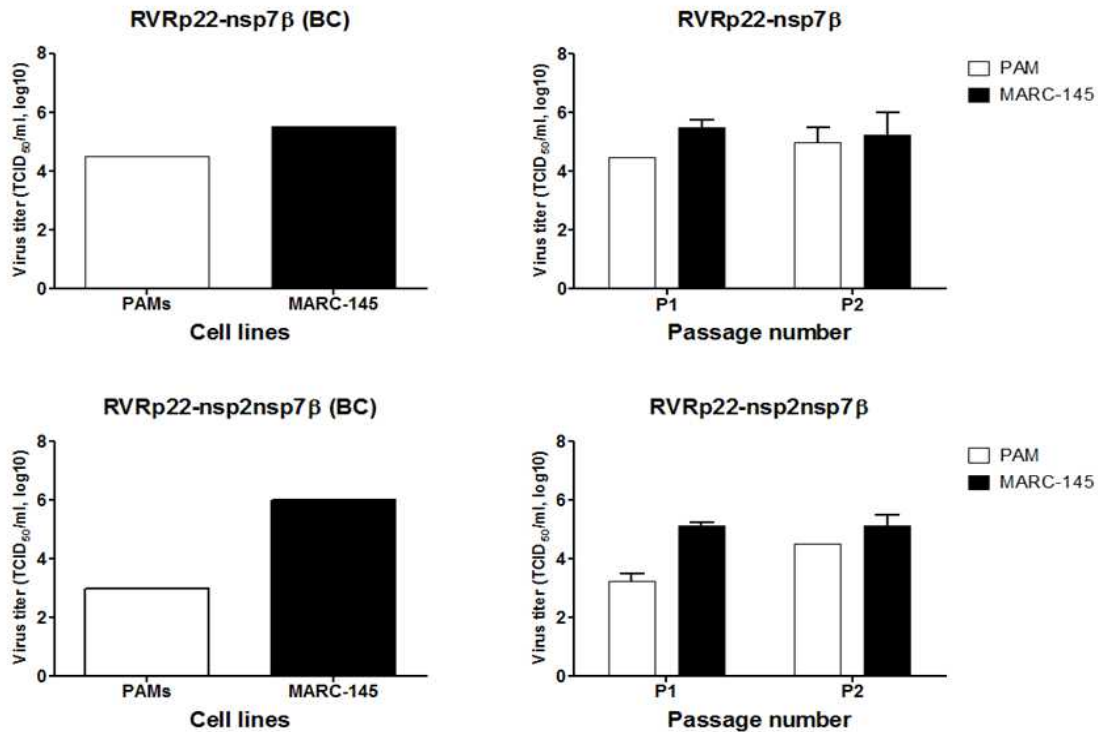 RVRp22-nsp7β (BC)
Virus titer (TCID50/ml, log10)
8
6
4
2
0
PAMs MARC-145
Cell lines
RVRp22-nsp7β
Virus titer (TCID50/ml, log10)
8
6
4
2
0
P1 P2
Passage number
PAM
MARC-145
RVRp22-nsp2nsp7β (BC)
Virus titer (TCID50/ml, log10)
8
6
4
2
0
PAMs MARC-145
Cell lines
RVRp22-nsp2nsp7β
Virus titer (TCID50/ml, log10)
8
6
4
2
0
P1 P2
Passage number
PAM
MARC-145